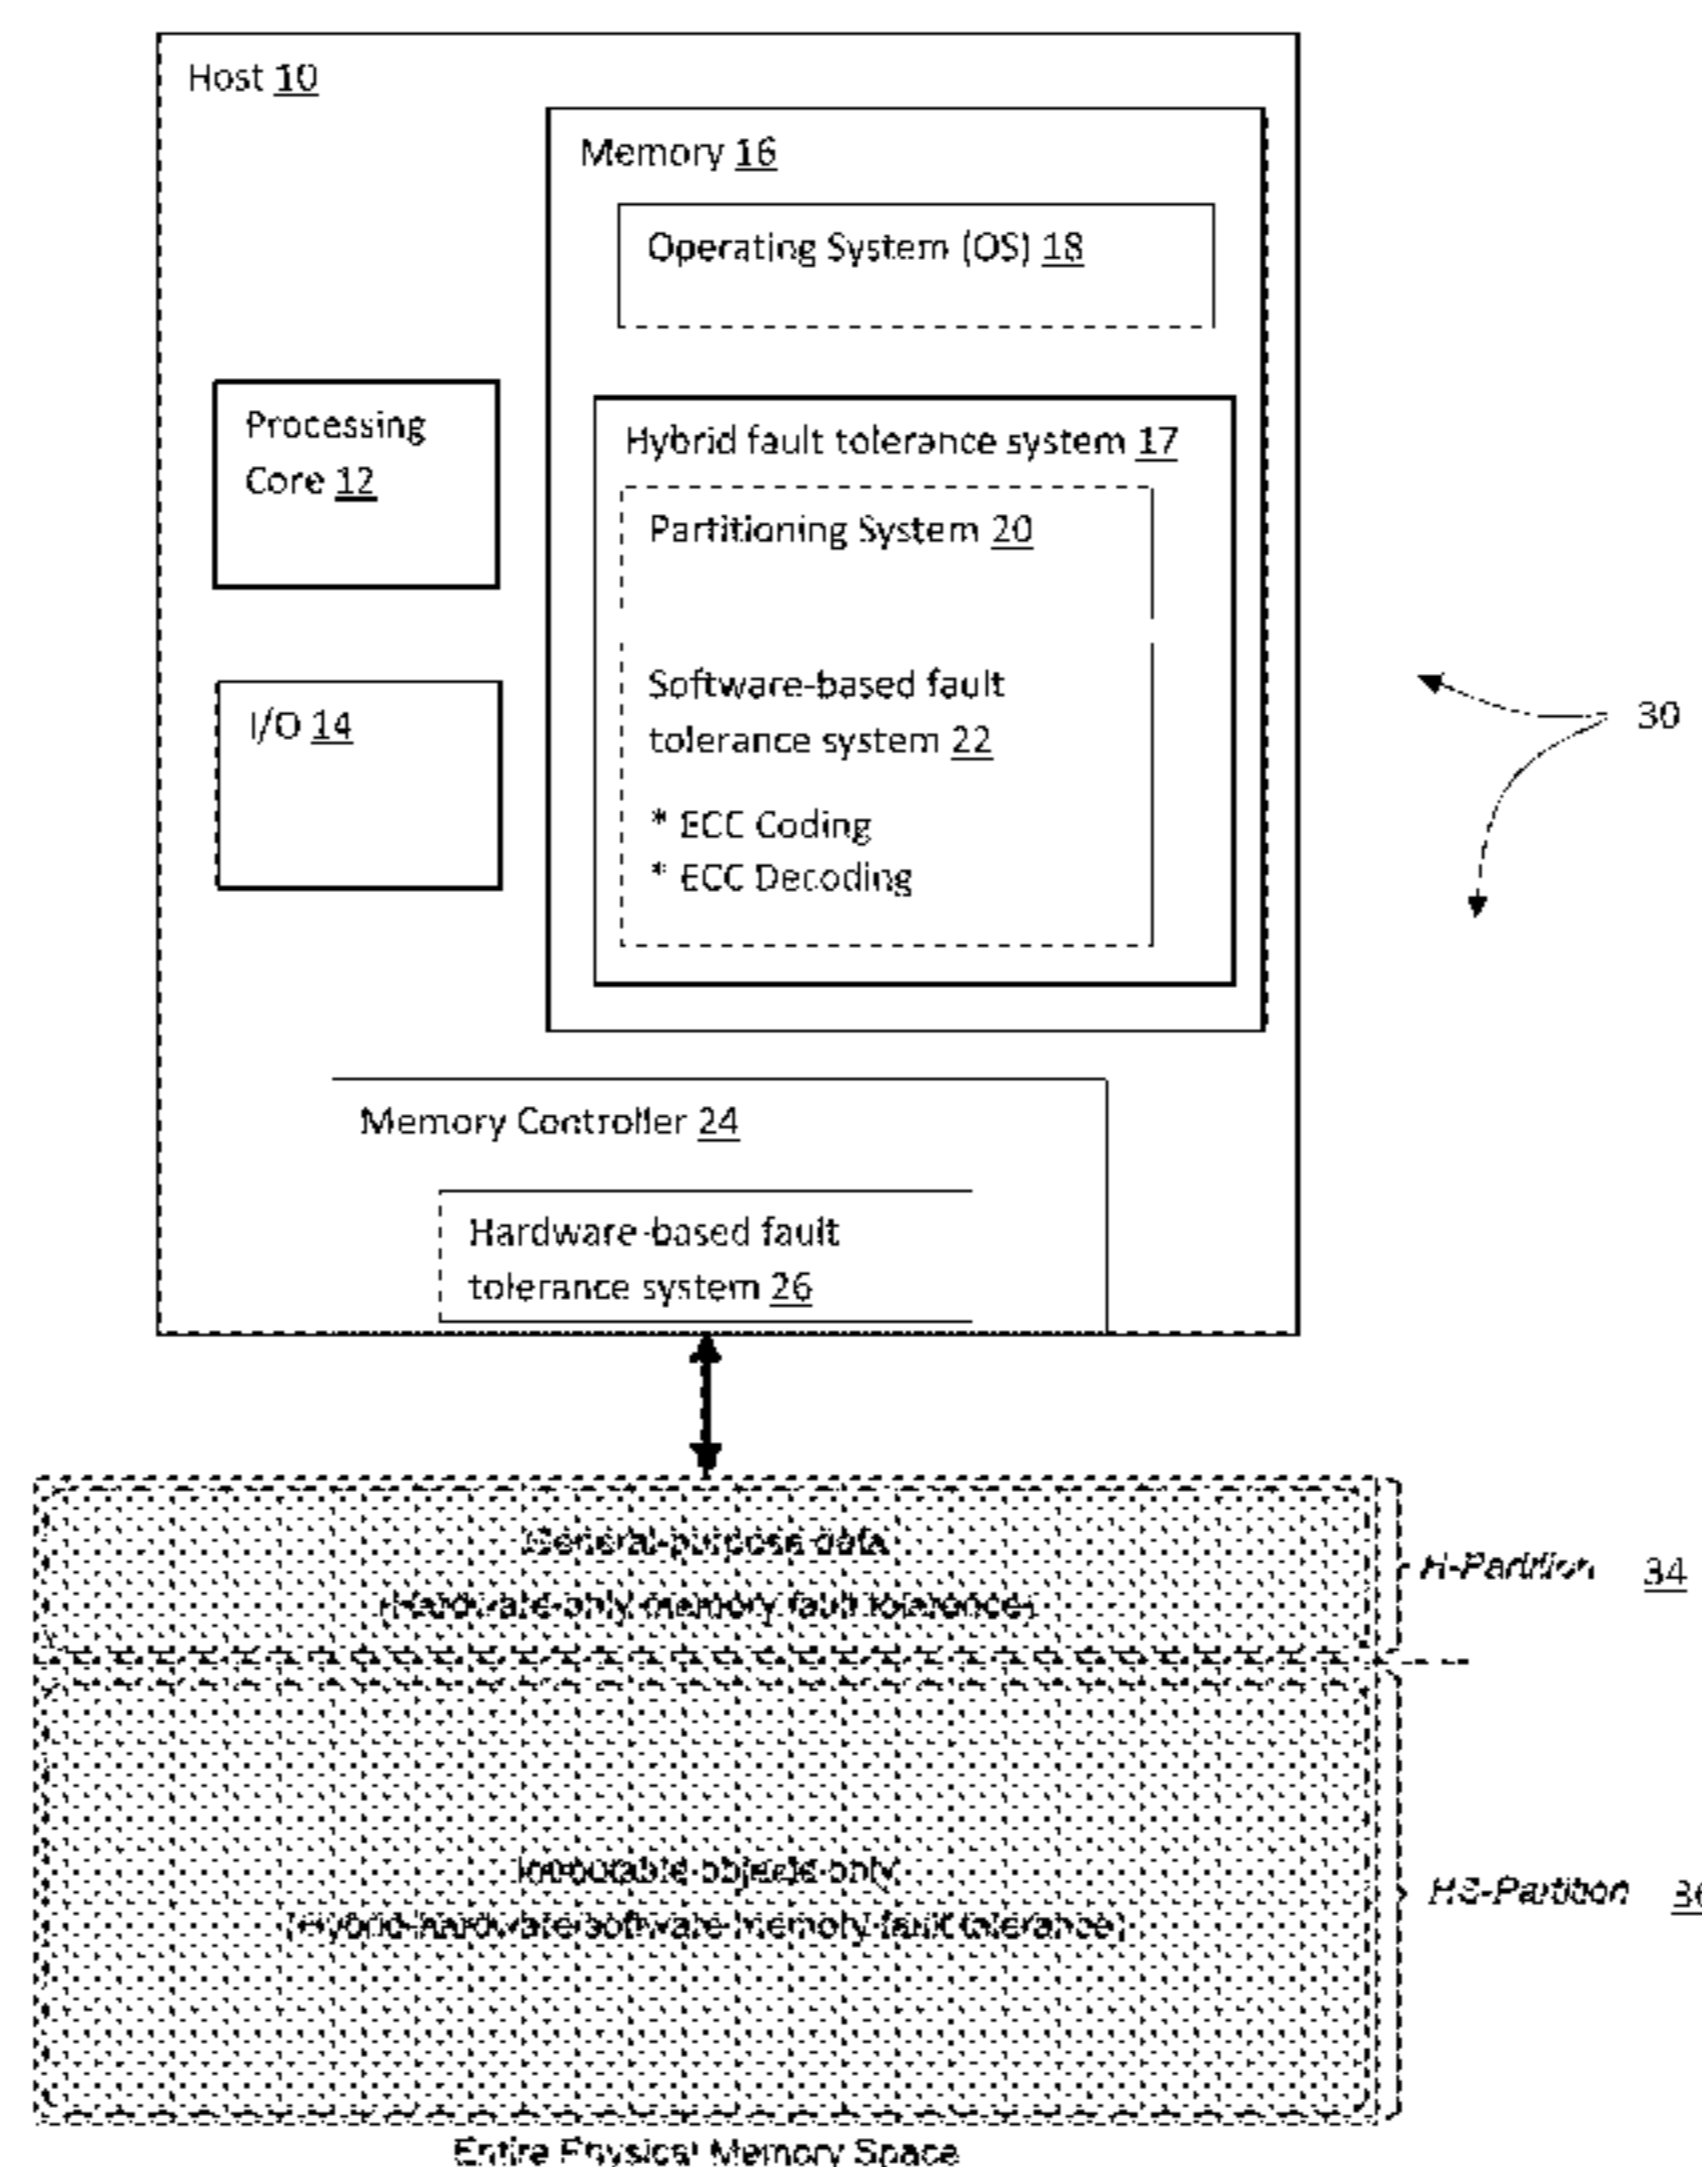 Host 10
Memory 16
Operating System (OS) 18
Processing
Core 12
Hybrid fault tolerance system 17
Partitioning System 20
Software-based fault
tolerance system 22
* ECC Coding
* ECC Decoding
I/O 14
30
Memory Controller 24
Hardware-based fault
tolerance system 26
General-purpose data
(Hardware-only memory fault tolerence)
H-Partition 34
Immutable objects only
(Hybrid hardware/software memory fault tolerance)
HS-Partition
Entire Physical Memory Space